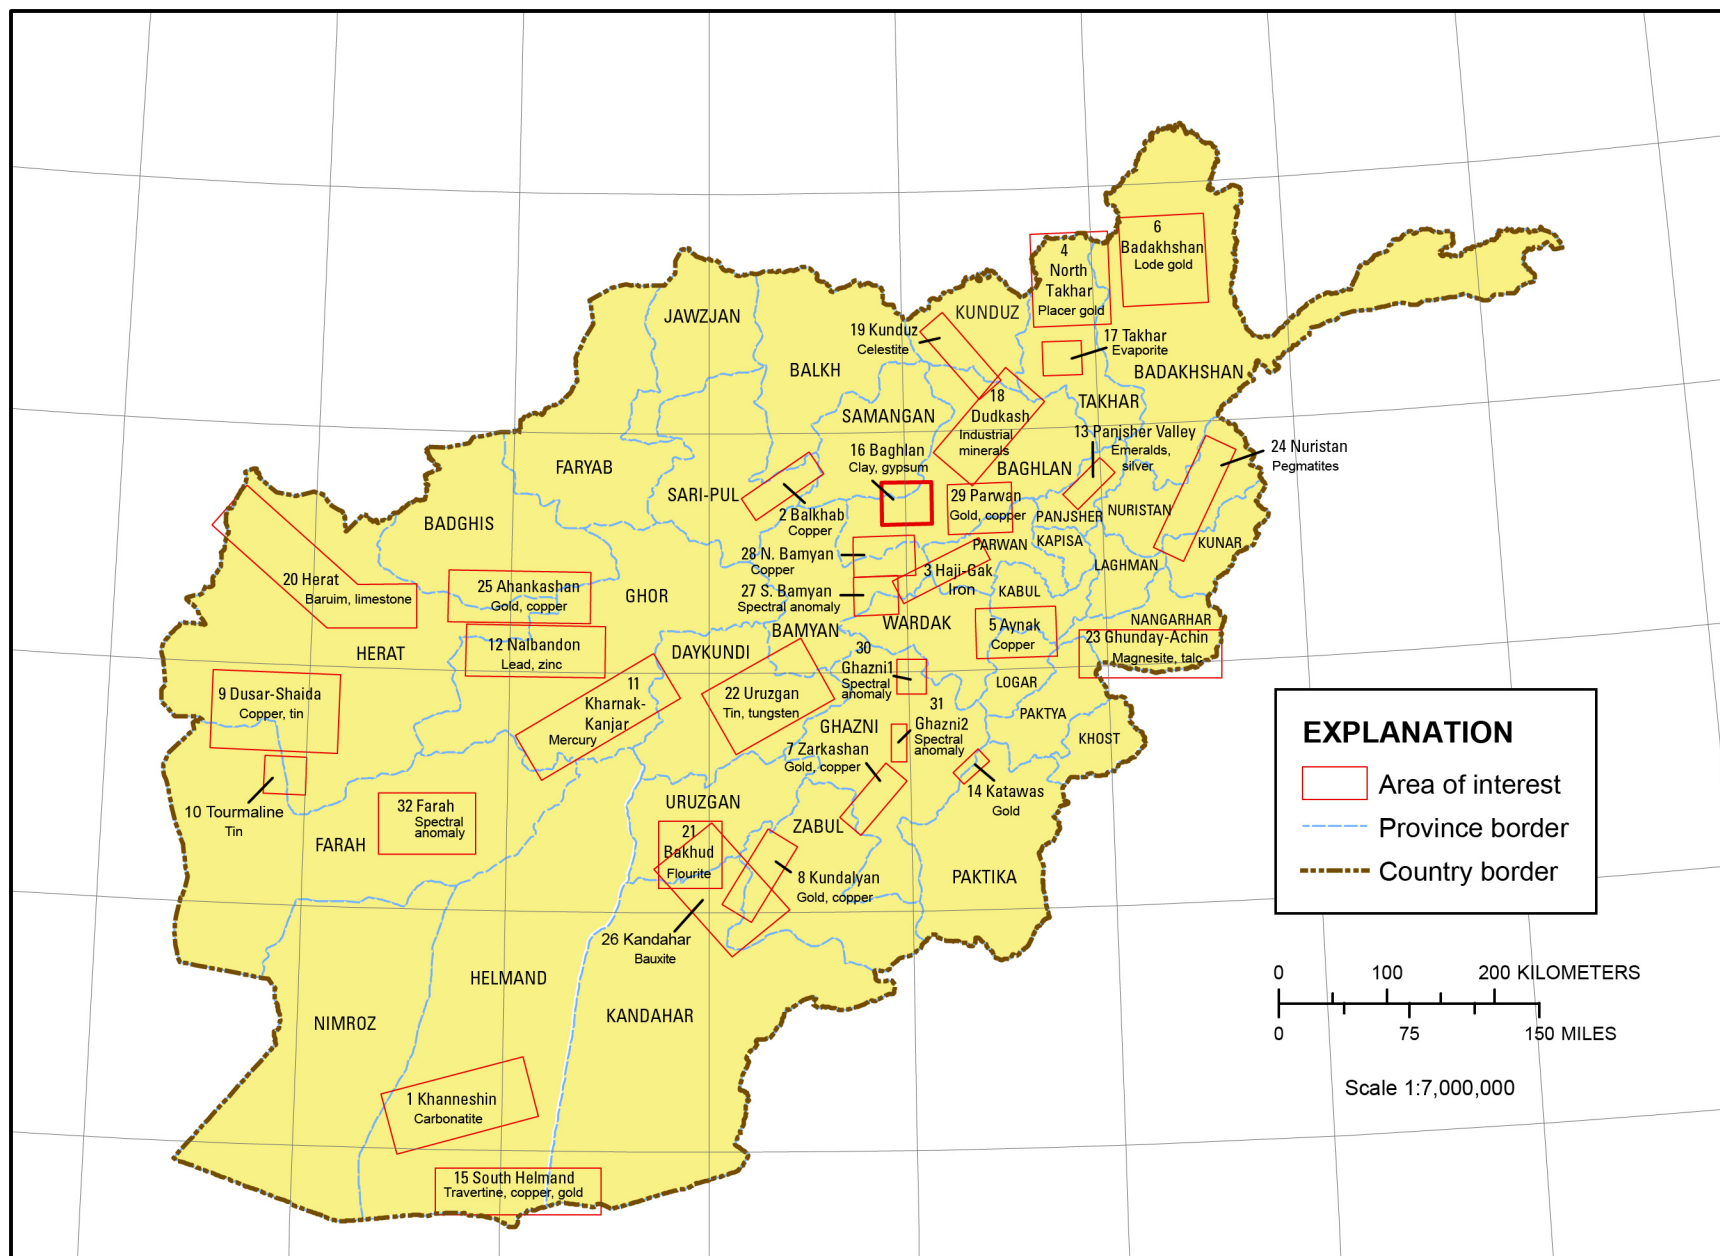 6
Badakhshan
Lode gold
4
North
Takhar
Placer gold
JAWZJAN
KUNDUZ
19 Kunduz
Celestite
17 Takhar
Evaporite
BALKH
BADAKHSHAN
18
Dudkash
Industrial
minerals
TAKHAR
SAMANGAN
13 Panjsher Valley
Emeralds,
silver
24 Nuristan
Pegmatites
16 Baghlan
Clay, gypsum
FARYAB
BAGHLAN
SARI-PUL
29 Parwan
Gold, copper
2 Balkhab
Copper
BADGHIS
PANJSHER
NURISTAN
KAPISA
KUNAR
PARWAN
28 N. Bamyan
Copper
LAGHMAN
3 Haji-Gak
Iron
20 Herat
Baruim, limestone
25 Ahankashan
Gold, copper
GHOR
27 S. Bamyan
Spectral anomaly
KABUL
WARDAK
NANGARHAR
BAMYAN
5 Aynak
Copper
23 Ghunday-Achin
Magnesite, talc
HERAT
12 Nalbandon
Lead, zinc
DAYKUNDI
30
Ghazni1
Spectral
anomaly
LOGAR
9 Dusar-Shaida
Copper, tin
11
Kharnak-
Kanjar
Mercury
22 Uruzgan
Tin, tungsten
31
Ghazni2
Spectral
anomaly
PAKTYA
GHAZNI
KHOST
7 Zarkashan
Gold, copper
14 Katawas
Gold
10 Tourmaline
Tin
32 Farah
Spectral
anomaly
URUZGAN
ZABUL
FARAH
21
Bakhud
Flourite
8 Kundalyan
Gold, copper
PAKTIKA
26 Kandahar
Bauxite
HELMAND
KANDAHAR
NIMROZ
1 Khanneshin
Carbonatite
15 South Helmand
Travertine, copper, gold
EXPLANATION
Area of interest
Province border
Country border
0 100 200 KILOMETERS
0 75 150 MILES
Scale 1:7,000,000